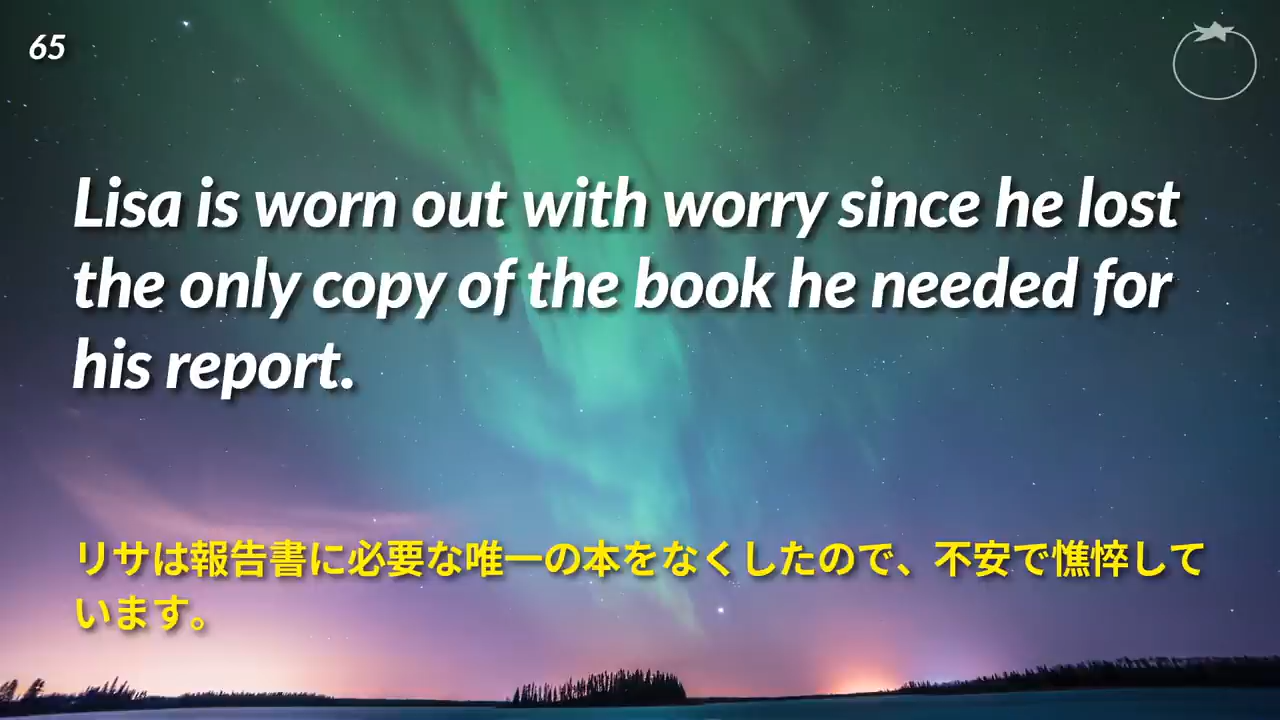 65
Lisa is worn out with worry since he lost
the only copy of the book he needed for
his report.
リサは報告書に必要な唯一の本をなくしたので、不安で憔悴して
います。